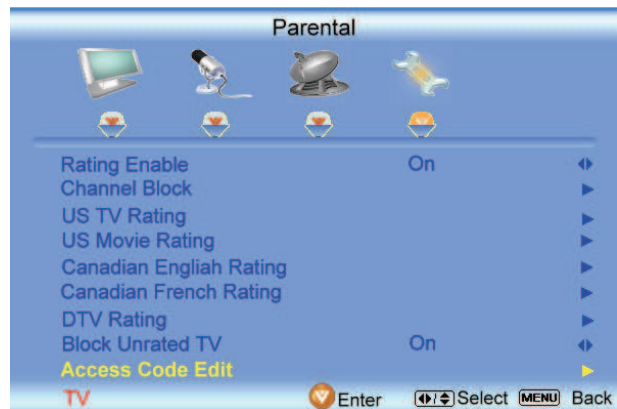 Parental
Rating Enable On
Channel Block
US TV Rating
US Movie Rating
Canadian Engliah Rating
Canadian French Rating
DTV Rating
Block Unrated TV On
Access Code Edit
TV Enter Select MENU Back